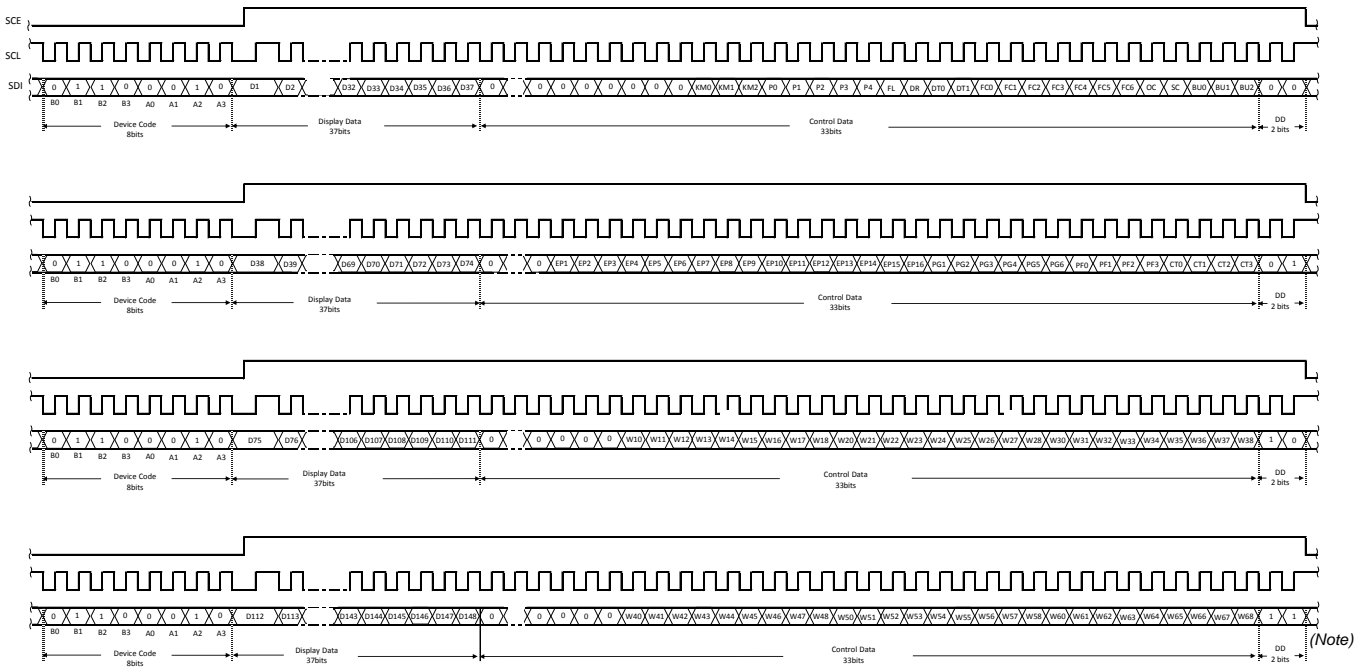 SCE
SCL
SDI 0 1 1 0 0 0 1 0 D1 D2 D32 D33 D34 D35 D36 D37 0 0 0 0 0 0 0 0 KM0 KM1 KM2 P0 P1 P2 P3 P4 FL DR DT0 DT1 FC0 FC1 FC2 FC3 FC4 FC5 FC6 OC SC BU0 BU1 BU2 0 0
B0 B1 B2 B3 A0 A1 A2 A3
Device Code
8bits
Display Data
37bits
Control Data
33bits
DD
2 bits
0 1 1 0 0 0 1 0 D38 D39 D69 D70 D71 D72 D73 D74 0 0 EP1 EP2 EP3 EP4 EP5 EP6 EP7 EP8 EP9 EP10 EP11 EP12 EP13 EP14 EP15 EP16 PG1 PG2 PG3 PG4 PG5 PG6 PF0 PF1 PF2 PF3 CT0 CT1 CT2 CT3 0 1
B0 B1 B2 B3 A0 A1 A2 A3
Device Code
8bits
Display Data
37bits
Control Data
33bits
DD
2 bits
0 1 1 0 0 0 1 0 D75 D76 D106 D107 D108 D109 D110 D111 0 0 0 0 0 W10 W11 W12 W13 W14 W15 W16 W17 W18 W20 W21 W22 W23 W24 W25 W26 W27 W28 W30 W31 W32 W33 W34 W35 W36 W37 W38 1 0
B0 B1 B2 B3 A0 A1 A2 A3
Device Code
8bits
Display Data
37bits
Control Data
33bits
DD
2 bits
0 1 1 0 0 0 1 0 D112 D113 D143 D144 D145 D146 D147 D148 0 0 0 0 0 W40 W41 W42 W43 W44 W45 W46 W47 W48 W50 W51 W52 W53 W54 W55 W56 W57 W58 W60 W61 W62 W63 W64 W65 W66 W67 W68 1 1
B0 B1 B2 B3 A0 A1 A2 A3
(Note)
Device Code
8bits
Display Data
37bits
Control Data
33bits
DD
2 bits